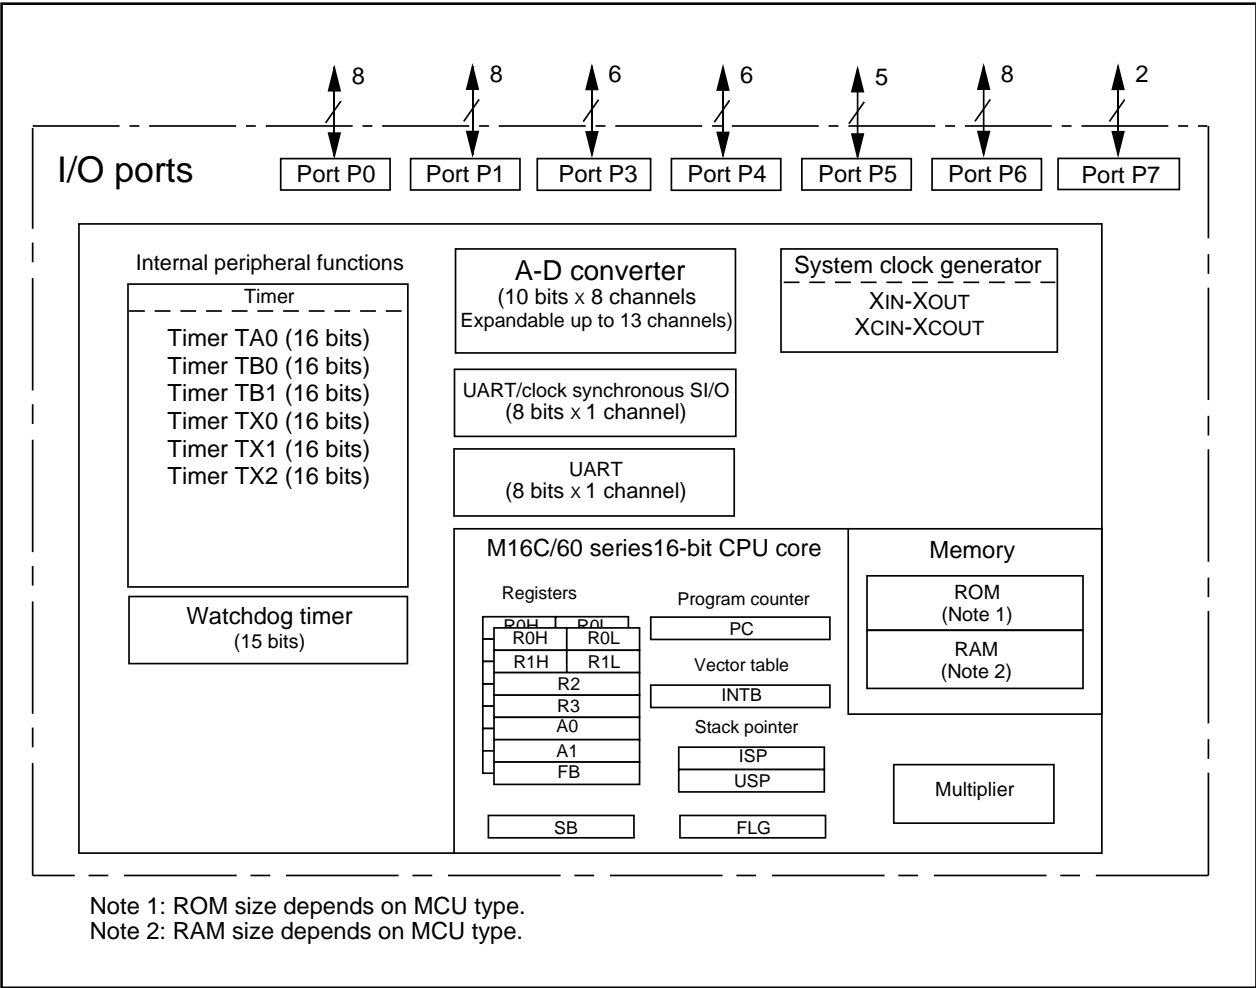 8 8 6 6 5 8 2
I/O ports
Port P0 Port P1 Port P3 Port P4 Port P5 Port P6 Port P7
Internal peripheral functions
Timer
Timer TA0 (16 bits)
Timer TB0 (16 bits)
Timer TB1 (16 bits)
Timer TX0 (16 bits)
Timer TX1 (16 bits)
Timer TX2 (16 bits)
Watchdog timer
(15 bits)
A-D converter
(10 bits x 8 channels
Expandable up to 13 channels)
UART/clock synchronous SI/O
(8 bits x 1 channel)
UART
(8 bits x 1 channel)
System clock generator
XIN-XOUT
XCIN-XCOUT
M16C/60 series16-bit CPU core
Registers
R0H R0L
R0H R0L
R1H R1L
R2
R3
A0
A1
FB
SB
Program counter
PC
Vector table
INTB
Stack pointer
ISP
USP
FLG
Memory
ROM
(Note 1)
RAM
(Note 2)
Multiplier
Note 1: ROM size depends on MCU type.
Note 2: RAM size depends on MCU type.